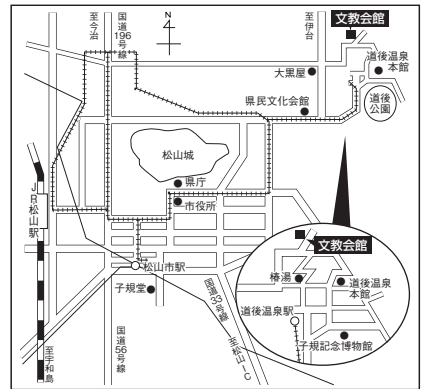 至今治
国道196号線
N
至伊台
文教会館
大黒屋
道後温泉
本館
県民文化会館
道後
公園
松山城
県庁
市役所
JR松山駅
文教会館
松山市駅
椿湯
道後温泉
本館
子規堂
国道33号線
道後温泉駅
子規記念博物館
至宇和島
国道56号線
至松山IC